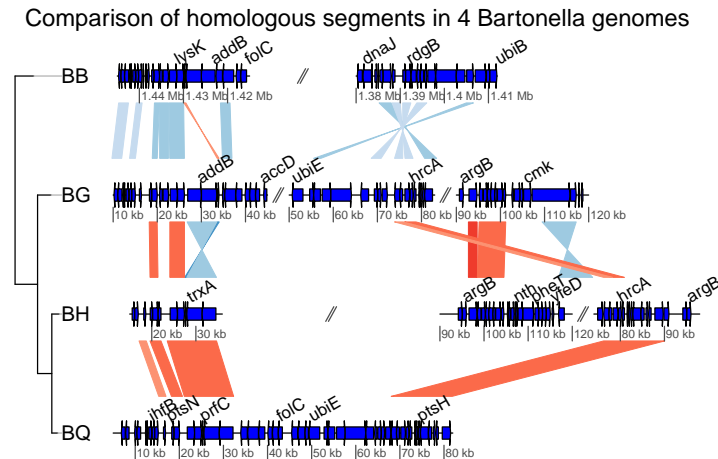 Comparison of homologous segments in 4 Bartonella genomes
lysK addB folC // dnaJ rdgB ubiB
BB
1.44 Mb 1.43 Mb 1.42 Mb 1.38 Mb 1.39 Mb 1.4 Mb 1.41 Mb
addB accD ubiE hrcA argB cmk
BG // //
10 kb 20 kb 30 kb 40 kb 50 kb 60 kb 70 kb 80 kb 90 kb 100 kb 110 kb 120 kb
trxA argB nth pheT yfeD hrcA argB
BH // //
20 kb 30 kb 90 kb 100 kb 110 kb 120 kb 80 kb 90 kb
ihfB ptsN prfC folC ubiE ptsH
BQ
10 kb 20 kb 30 kb 40 kb 50 kb 60 kb 70 kb 80 kb